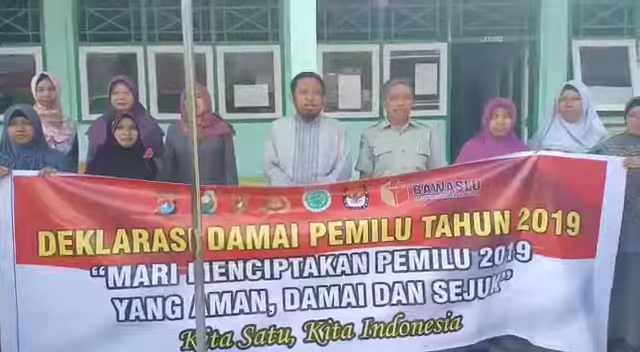 BAWASLU
DEKLARASI DAMAI PEMILU TAHUN 2019
"MARI MENCIPTAKAN PEMILU 2019
YANG AMAN, DAMAI DAN SEJUK"
Kita Satu, Kita Indonesia